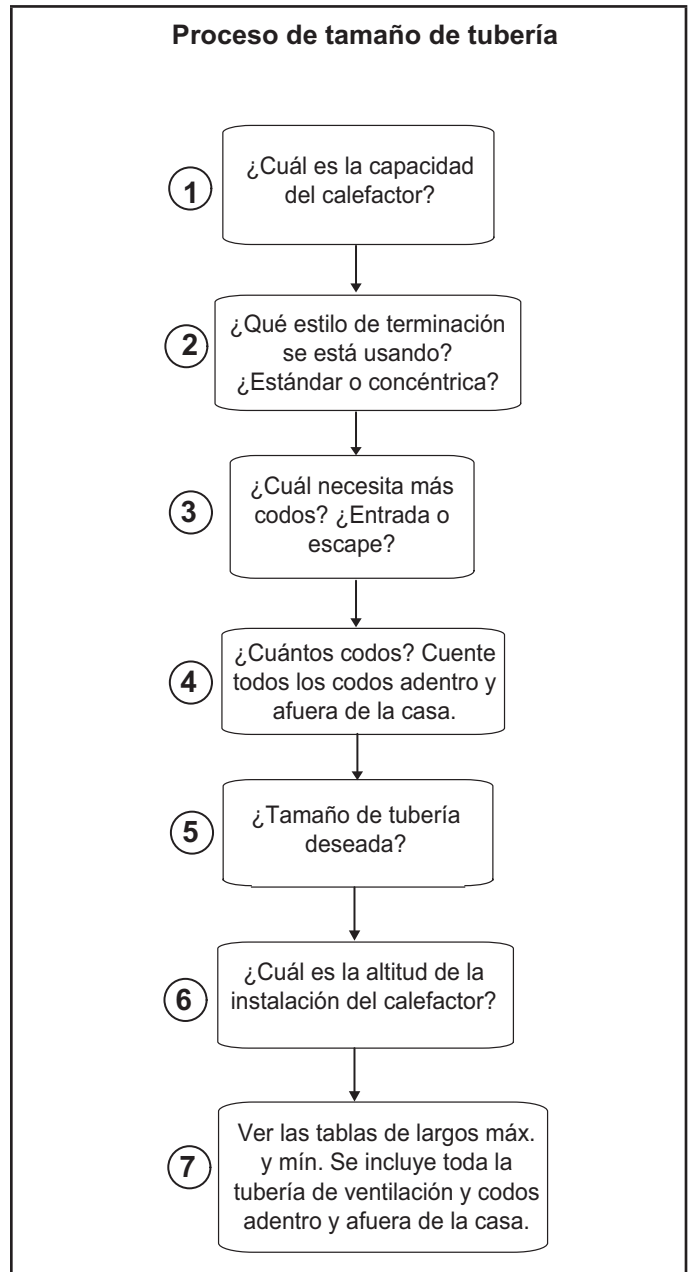 Proceso de tamaño de tubería
1
¿Cuál es la capacidad
del calefactor?
2
¿Qué estilo de terminación
se está usando?
¿Estándar o concéntrica?
3
¿Cuál necesita más
codos? ¿Entrada o
escape?
4
¿Cuántos codos? Cuente
todos los codos adentro y
afuera de la casa.
5
¿Tamaño de tubería
deseada?
6
¿Cuál es la altitud de la
instalación del calefactor?
7
Ver las tablas de largos máx.
y mín. Se incluye toda la
tubería de ventilación y codos
adentro y afuera de la casa.